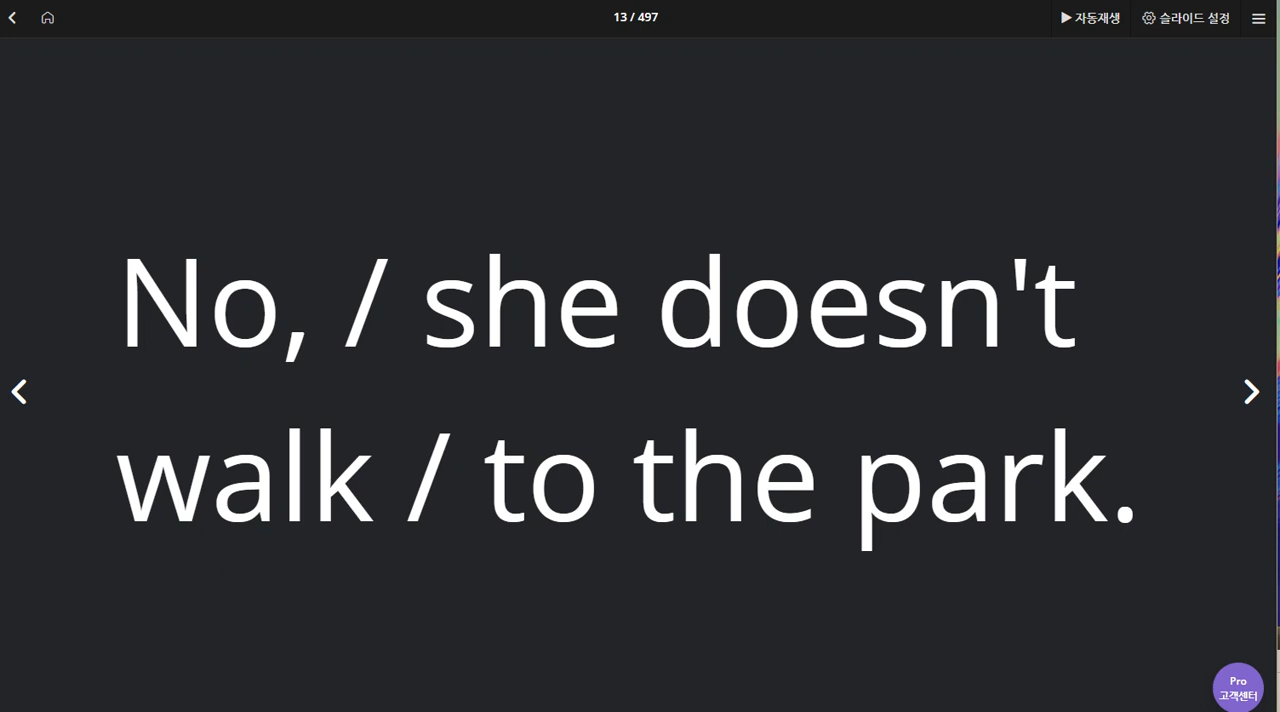 13 / 497
▶ 자동재생
슬라이드 설정
No, / she doesn't
walk / to the park.
Pro
고객센터